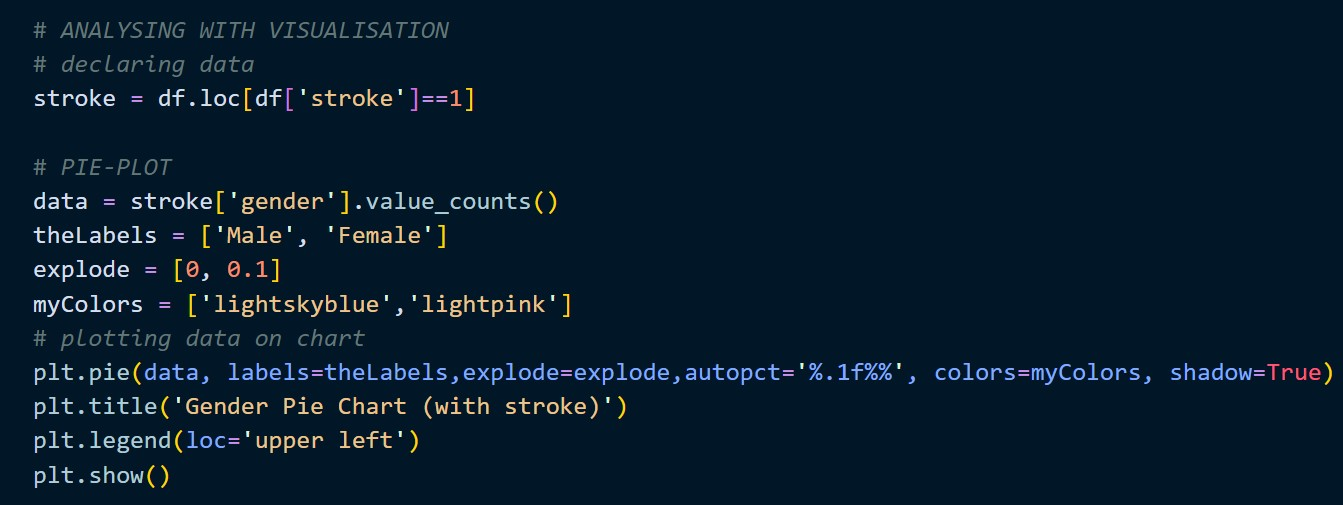 # ANALYSING WITH VISUALISATION
# declaring data
stroke = df.loc[df['stroke']==1]

# PIE-PLOT
data = stroke['gender'].value_counts()
theLabels = ['Male', 'Female']
explode = [0, 0.1]
myColors = ['lightskyblue','lightpink']
# plotting data on chart
plt.pie(data, labels=theLabels,explode=explode,autopct='%.1f%%', colors=myColors, shadow=True)
plt.title('Gender Pie Chart (with stroke)')
plt.legend(loc='upper left')
plt.show()